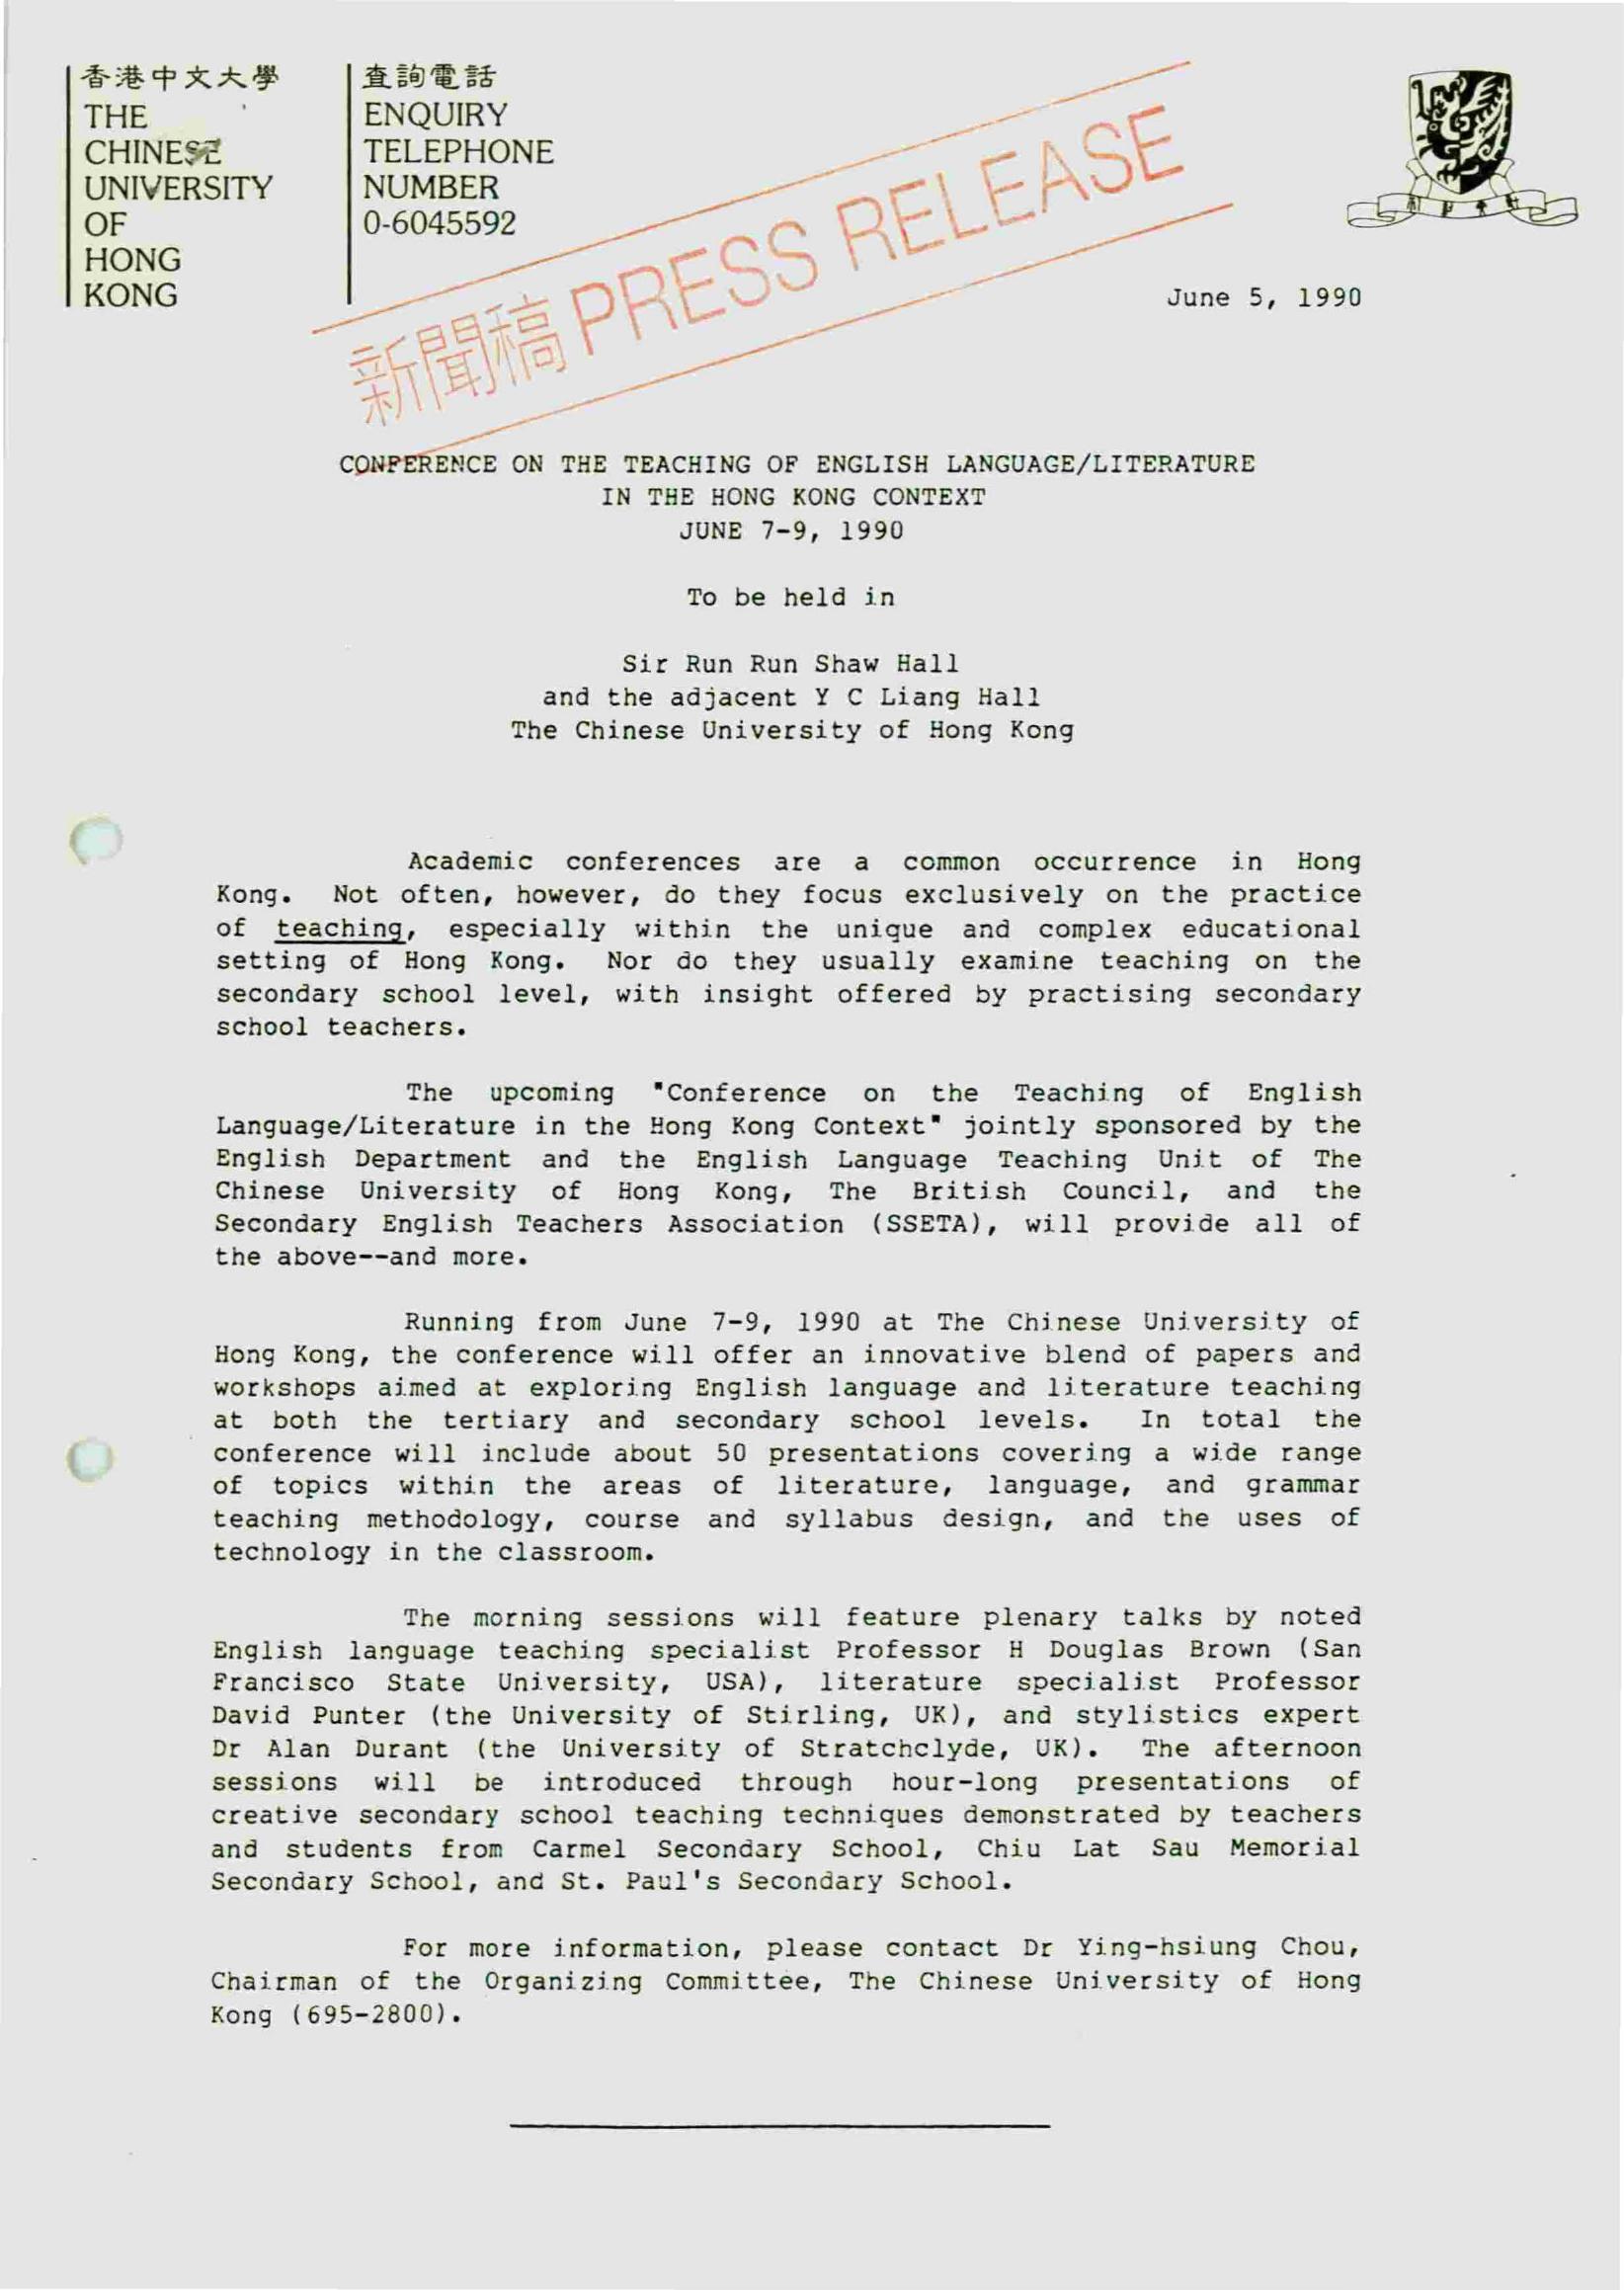 香港中文大學
THE
CHINESE
UNIVERSITY
OF
HONG
KONG
查詢電話
ENQUIRY
TELEPHONE
NUMBER
0-6045592
新聞稿 PRESS RELEASE
June 5, 1990
CONFERENCE ON THE TEACHING OF ENGLISH LANGUAGE/LITERATURE
IN THE HONG KONG CONTEXT
JUNE 7-9, 1990
To be held in
Sir Run Run Shaw Hall
and the adjacent Y C Liang Hall
The Chinese University of Hong Kong
Academic conferences are a common occurrence in Hong
Kong. Not often, however, do they focus exclusively on the practice
of teaching, especially within the unique and complex educational
setting of Hong Kong. Nor do they usually examine teaching on the
secondary school level, with insight offered by practising secondary
school teachers.
The upcoming "Conference on the Teaching of English
Language/Literature in the Hong Kong Context" jointly sponsored by the
English Department and the English Language Teaching Unit of The
Chinese University of Hong Kong, The British Council, and the
Secondary English Teachers Association (SSETA), will provide all of
the above--and more.
Running from June 7-9, 1990 at The Chinese University of
Hong Kong, the conference will offer an innovative blend of papers and
workshops aimed at exploring English language and literature teaching
at both the tertiary and secondary school levels. In total the
conference will include about 50 presentations covering a wide range
of topics within the areas of literature, language, and grammar
teaching methodology, course and syllabus design, and the uses of
technology in the classroom.
The morning sessions will feature plenary talks by noted
English language teaching specialist Professor H Douglas Brown (San
Francisco State University, USA), literature specialist Professor
David Punter (the University of Stirling, UK), and stylistics expert
Dr Alan Durant (the University of Stratchclyde, UK). The afternoon
sessions will be introduced through hour-long presentations of
creative secondary school teaching techniques demonstrated by teachers
and students from Carmel Secondary School, Chiu Lat Sau Memorial
Secondary School, and St. Paul's Secondary School.
For more information, please contact Dr Ying-hsiung Chou,
Chairman of the Organizing Committee, The Chinese University of Hong
Kong (695-2800).